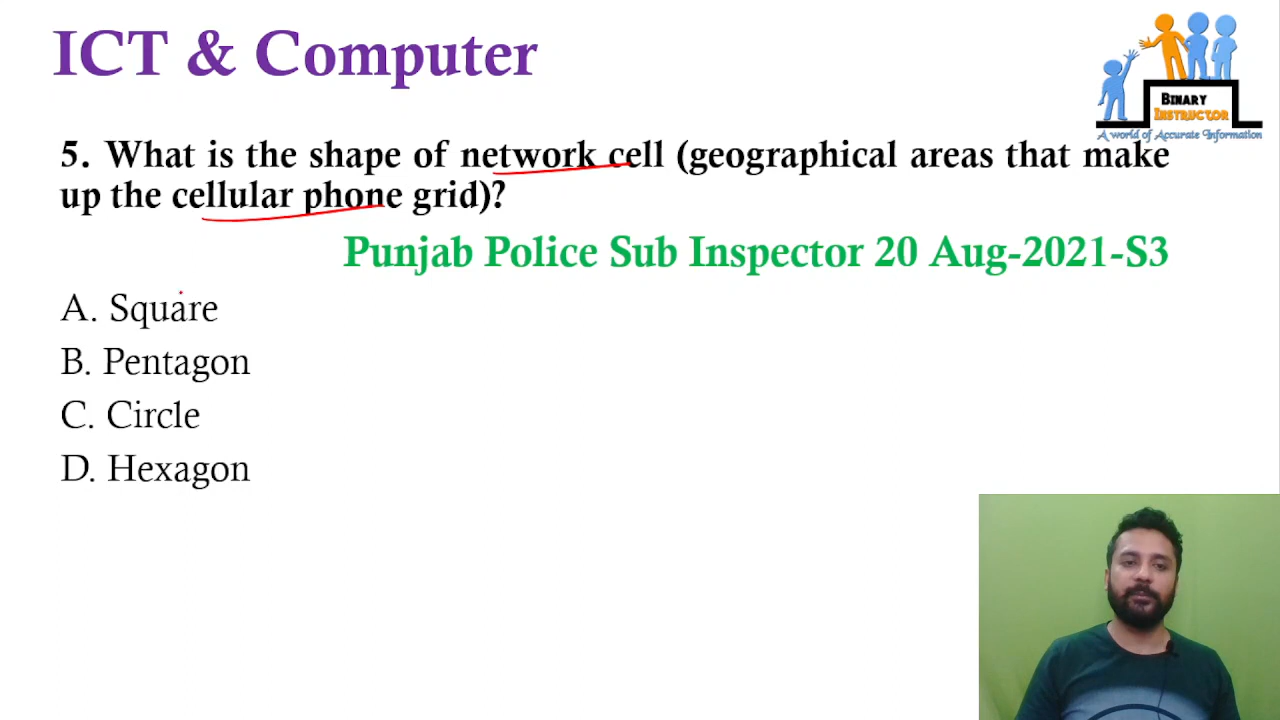 ICT & Computer
BINARY
INSTRUCTOR
A world of Accurate Information
5. What is the shape of network cell (geographical areas that make
up the cellular phone grid)?
Punjab Police Sub Inspector 20 Aug-2021-S3
A. Square
B. Pentagon
C. Circle
D. Hexagon